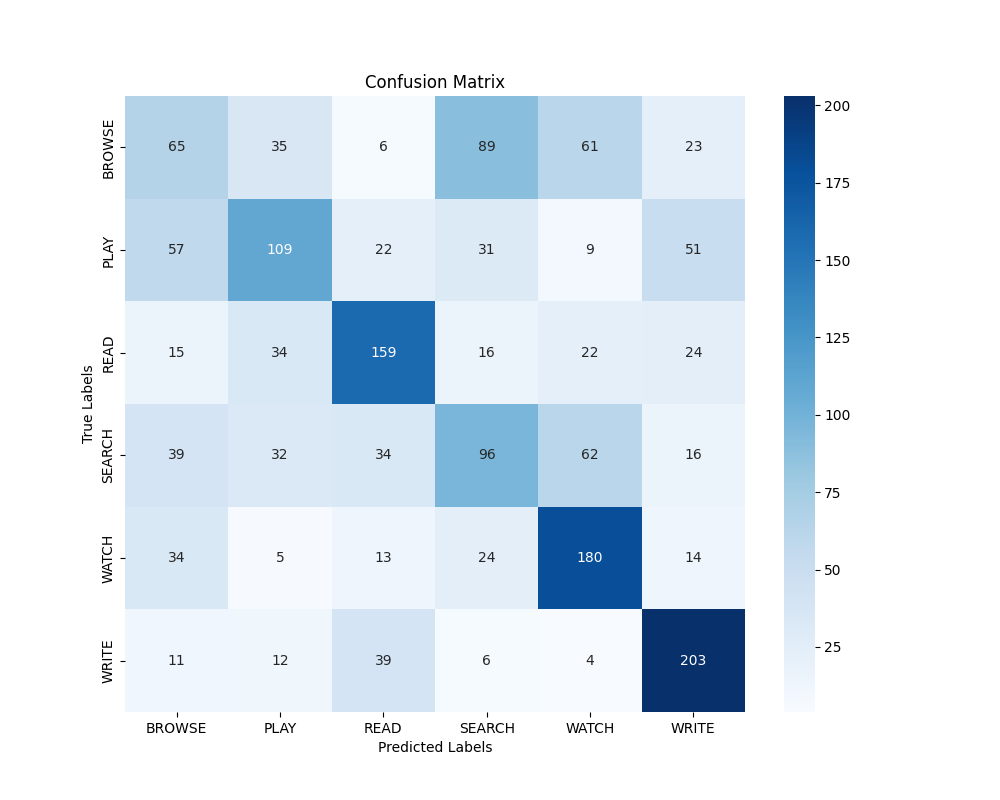 Confusion Matrix
True Labels
BROWSE 65 35 6 89 61 23
PLAY 57 109 22 31 9 51
READ 15 34 159 16 22 24
SEARCH 39 32 34 96 62 16
WATCH 34 5 13 24 180 14
WRITE 11 12 39 6 4 203
BROWSE PLAY READ SEARCH WATCH WRITE
Predicted Labels
200
175
150
125
100
75
50
25